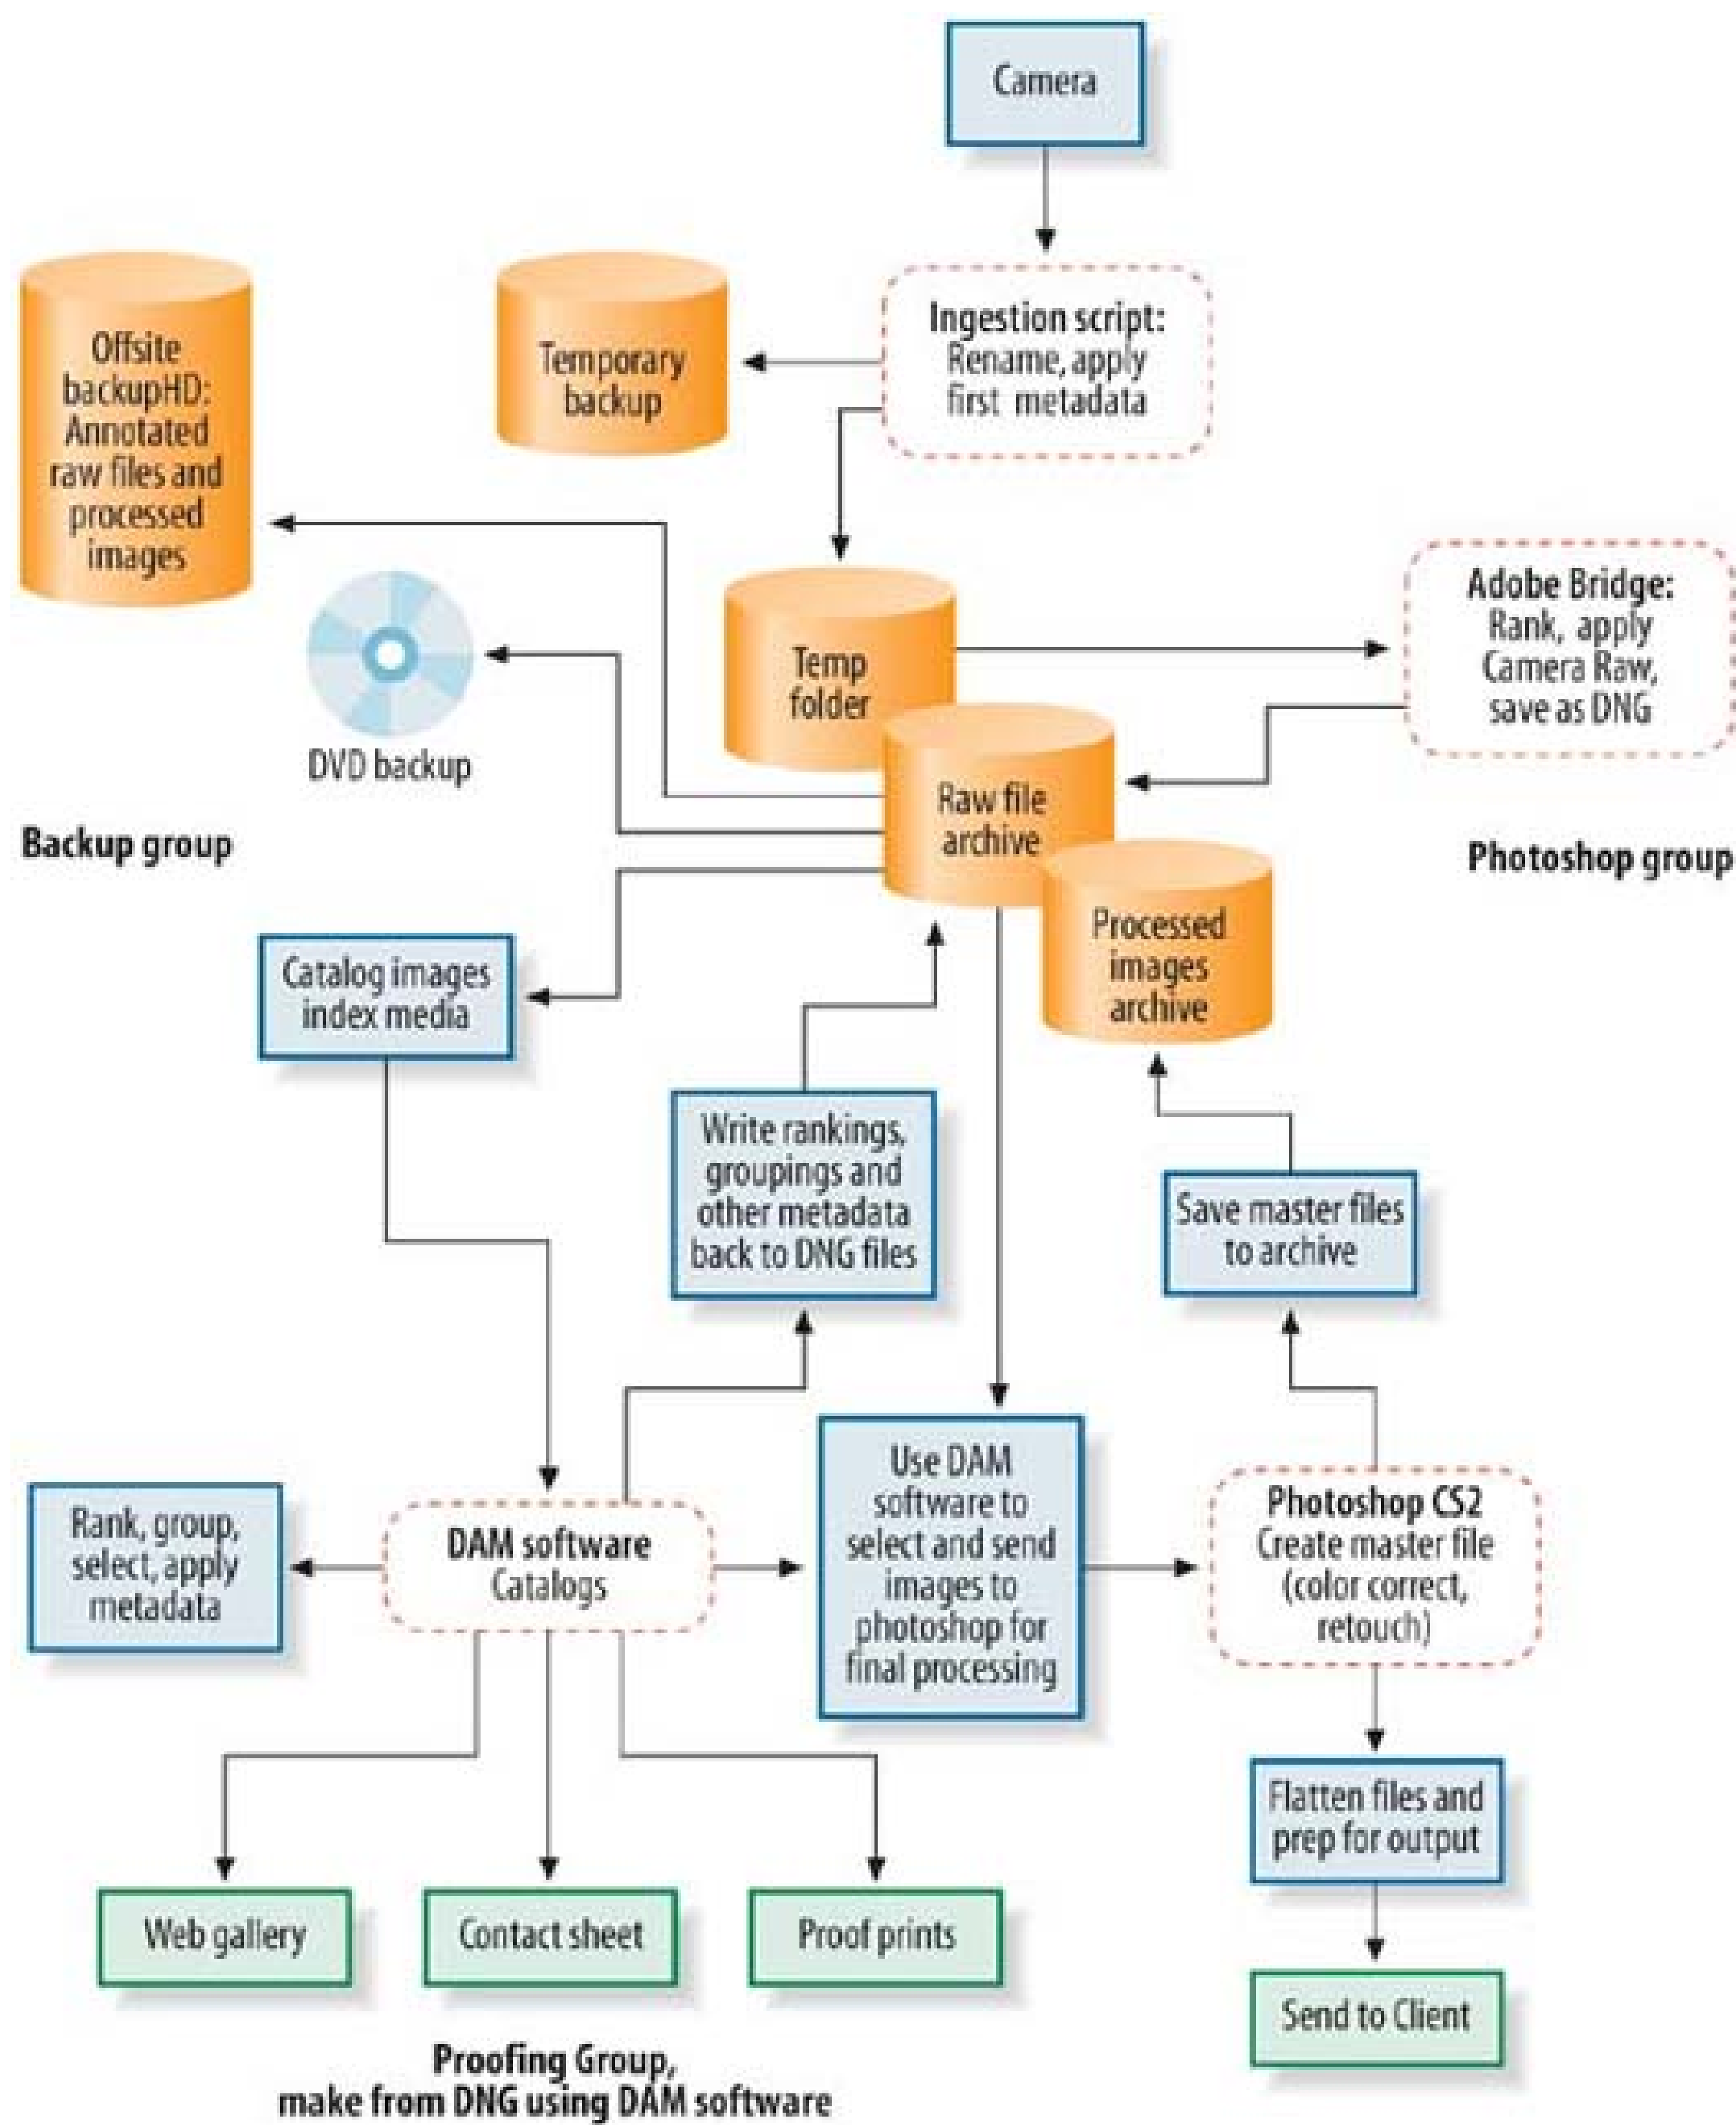 Camera
Ingestion script:
Rename, apply
first metadata
Temporary
backup
Offsite
backupHD:
Annotated
raw files and
processed
images
DVD backup
Backup group
Temp
folder
Adobe Bridge:
Rank, apply
Camera Raw,
save as DNG
Photoshop group
Raw file
archive
Processed
images
archive
Catalog images
index media
Write rankings,
groupings and
other metadata
back to DNG files
Save master files
to archive
Rank, group,
select, apply
metadata
DAM software
Catalogs
Use DAM
software to
select and send
images to
photoshop for
final processing
Photoshop CS2
Create master file
(color correct,
retouch)
Flatten files and
prep for output
Web gallery
Contact sheet
Proof prints
Send to Client
Proofing Group,
make from DNG using DAM software